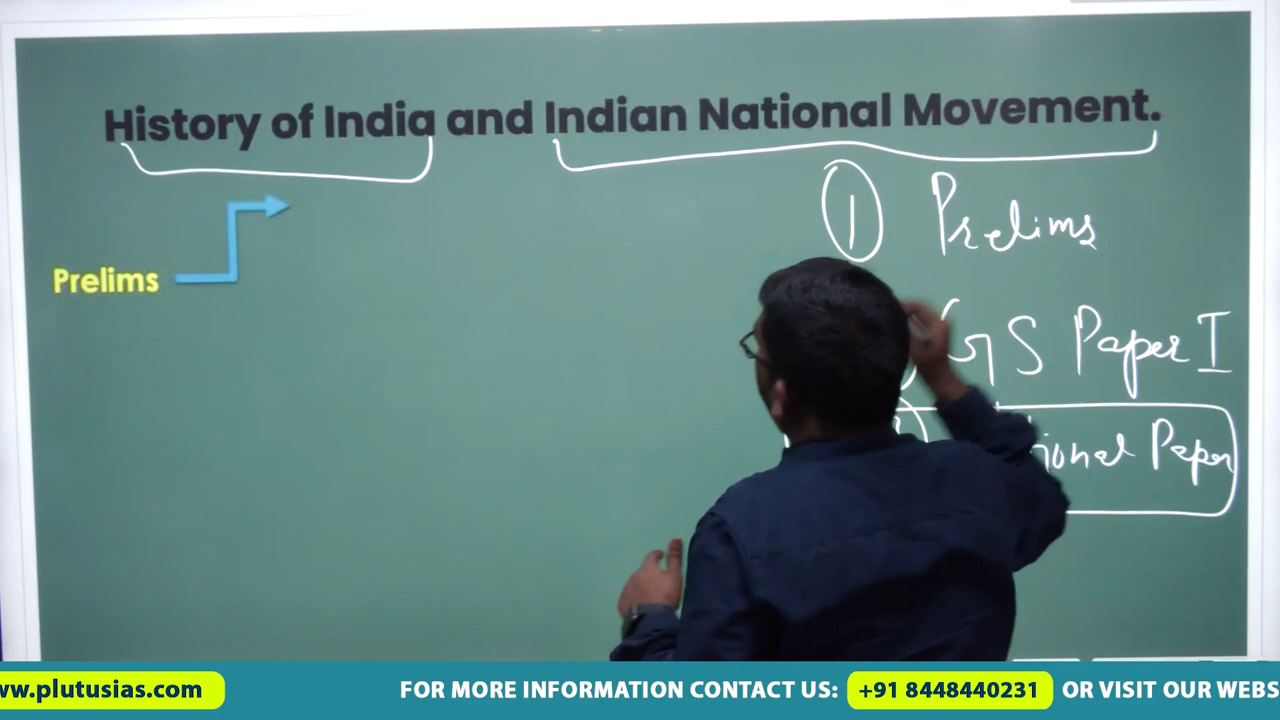 History of India and Indian National Movement.
1 Prelims
Prelims
GS Paper I
Paper
www.plutusias.com FOR MORE INFORMATION CONTACT US: +91 8448440231 OR VISIT OUR WEBS